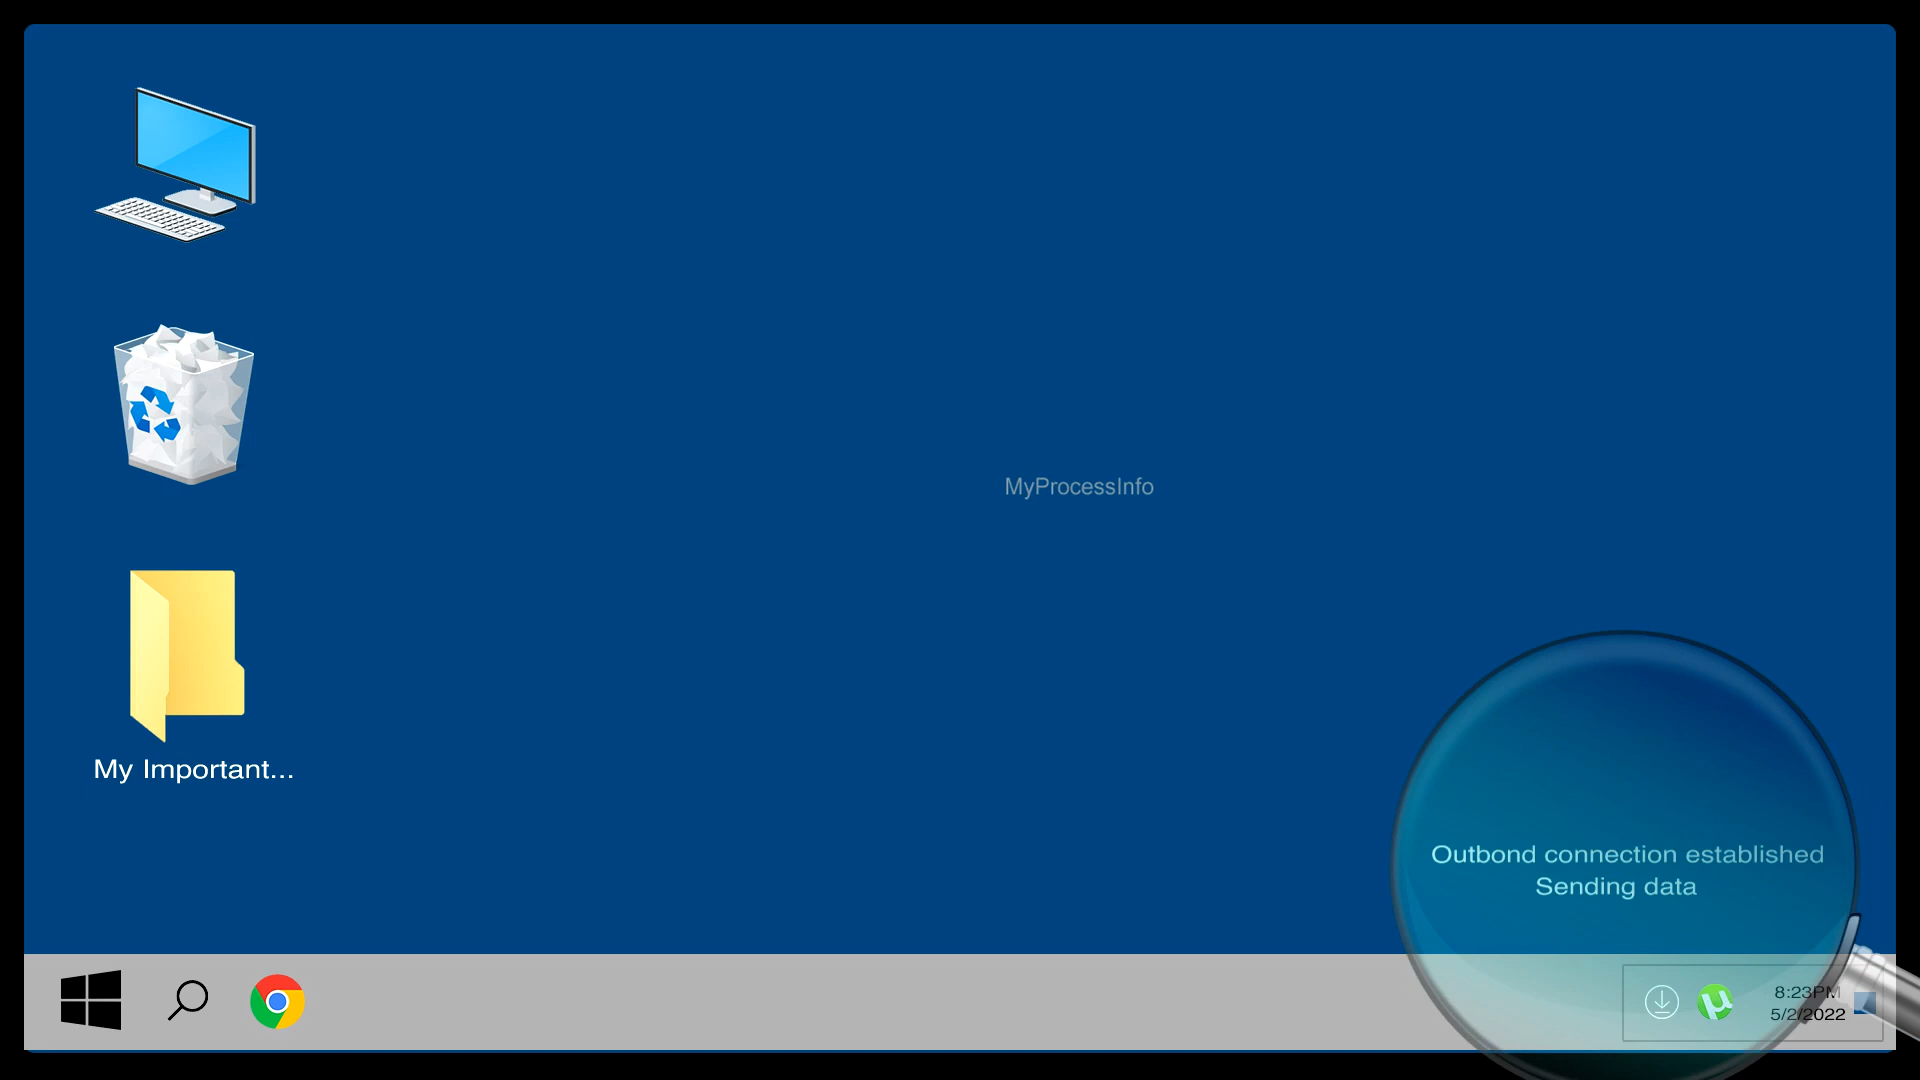 MyProcessInfo
My Important...
Outbond connection established
Sending data
8:23PM
5/2/2022